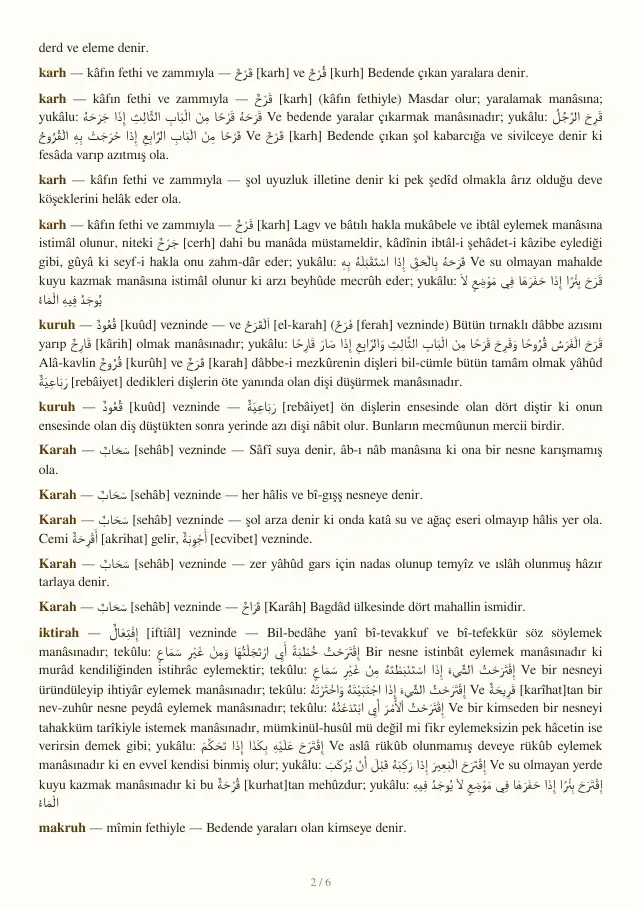 derd ve eleme denir.
karh — kâfın fethi ve zammıyla — قَرْحٌ [karh] ve قُرْحٌ [kurh] Bedende çıkan yaralara denir.
karh — kâfın fethi ve zammıyla — قَرْحٌ [karh] (kâfın fethiyle) Masdar olur; yaralamak manâsına;
yukâlu: قَرَحَهُ قَرْحًا مِنَ الْبَابِ الثَّالِثِ إِذَا جَرَحَهُ Ve bedende yaralar çıkarmak manâsınadır; yukâlu: قَرِحَ الرَّجُلُ
قَرَحًا مِنَ الْبَابِ الرَّابِعِ إِذَا خَرَجَتْ بِهِ الْقُرُوحُ Ve قَرْحٌ [karh] Bedende çıkan şol kabarcığa ve sivilceye denir ki
fesâda varıp azıtmış ola.
karh — kâfın fethi ve zammıyla — şol uyuzluk illetine denir ki pek şedîd olmakla ârız olduğu deve
köşeklerini helâk eder ola.
karh — kâfın fethi ve zammıyla — قَرْحٌ [karh] Lagv ve bâtılı hakla mukâbele ve ibtâl eylemek manâsına
istimâl olunur, niteki جَرْحٌ [cerh] dahi bu manâda müstameldir, kâdînin ibtâl-i şehâdet-i kâzibe eylediği
gibi, gûyâ ki seyf-i hakla onu zahm-dâr eder; yukâlu: قَرَحَهُ بِالْحَقِّ إِذَا اسْتَقْبَلَهُ بِهِ Ve su olmayan mahalde
kuyu kazmak manâsına istimâl olunur ki arzı beyhûde mecrûh eder; yukâlu: قَرَحَ بِئْرًا إِذَا حَفَرَهَا فِي مَوْضِعٍ لَا
يُوجَدُ فِيهِ الْمَاءُ
kuruh — قُعُودٌ [kuûd] vezninde — ve اَلْقَرَحُ [el-karah] (فَرَحٌ [ferah] vezninde) Bütün tırnaklı dâbbe azısını
yarıp قَارِحٌ [kârih] olmak manâsınadır; yukâlu: قَرَحَ الْفَرَسُ قُرُوحًا وَقَرِحَ قَرَحًا مِنَ الْبَابِ الثَّالِثِ وَالرَّابِعِ إِذَا صَارَ قَارِحًا
Alâ-kavlin قُرُوحٌ [kurûh] ve قَرَحٌ [karah] dâbbe-i mezkûrenin dişleri bil-cümle bütün tamâm olmak yâhûd
رَبَاعِيَةٌ [rebâiyet] dedikleri dişlerin öte yanında olan dişi düşürmek manâsınadır.
kuruh — قُعُودٌ [kuûd] vezninde — رَبَاعِيَةٌ [rebâiyet] ön dişlerin ensesinde olan dört diştir ki onun
ensesinde olan diş düştükten sonra yerinde azı dişi nâbit olur. Bunların mecmûunun mercii birdir.
Karah — سَحَابٌ [sehâb] vezninde — Sâfî suya denir, âb-ı nâb manâsına ki ona bir nesne karışmamış
ola.
Karah — سَحَابٌ [sehâb] vezninde — her hâlis ve bî-gışş nesneye denir.
Karah — سَحَابٌ [sehâb] vezninde — şol arza denir ki onda katâ su ve ağaç eseri olmayıp hâlis yer ola.
Cemi أَقْرِحَةٌ [akrihat] gelir, أَجْوِبَةٌ [ecvibet] vezninde.
Karah — سَحَابٌ [sehâb] vezninde — zer yâhûd gars için nadas olunup temyîz ve ıslâh olunmuş hâzır
tarlaya denir.
Karah — سَحَابٌ [sehâb] vezninde — قَرَاحٌ [Karâh] Bagdâd ülkesinde dört mahallin ismidir.
iktirah — إِفْتِعَالٌ [iftiâl] vezninde — Bil-bedâhe yanî bî-tevakkuf ve bî-tefekkür söz söylemek
manâsınadır; tekûlu: إِقْتَرَحْتُ خُطْبَةً أَيِ ارْتَجَلْتُهَا وَمِنْ غَيْرِ سَمَاعٍ Bir nesne istinbât eylemek manâsınadır ki
murâd kendiliğinden istihrâc eylemektir; tekûlu: إِقْتَرَحْتُ الشَّيْءَ إِذَا اسْتَنْبَطْتَهُ مِنْ غَيْرِ سَمَاعٍ Ve bir nesneyi
üründüleyip ihtiyâr eylemek manâsınadır; tekûlu: إِقْتَرَحْتُ الشَّيْءَ إِذَا اجْتَبَيْتَهُ وَاخْتَرْتَهُ Ve قَرِيحَةٌ [karîhat]tan bir
nev-zuhûr nesne peydâ eylemek manâsınadır; tekûlu: إِقْتَرَحْتُ الْأَمْرَ أَيِ ابْتَدَعْتُهُ Ve bir kimseden bir nesneyi
tahakküm tarîkiyle istemek manâsınadır, mümkinül-husûl mü değil mi fikr eylemeksizin pek hâcetim ise
verirsin demek gibi; yukâlu: إِقْتَرَحَ عَلَيْهِ بِكَذَا إِذَا تَحَكَّمَ Ve aslâ rükûb olunmamış deveye rükûb eylemek
manâsınadır ki en evvel kendisi binmiş olur; yukâlu: إِقْتَرَحَ الْبَعِيرَ إِذَا رَكِبَهُ قَبْلَ أَنْ يُرْكَبَ Ve su olmayan yerde
kuyu kazmak manâsınadır ki bu قُرْحَةٌ [kurhat]tan mehûzdur; yukâlu: إِقْتَرَحَ بِئْرًا إِذَا حَفَرَهَا فِي مَوْضِعٍ لَا يُوجَدُ فِيهِ
الْمَاءُ
makruh — mîmin fethiyle — Bedende yaraları olan kimseye denir.
2 / 6